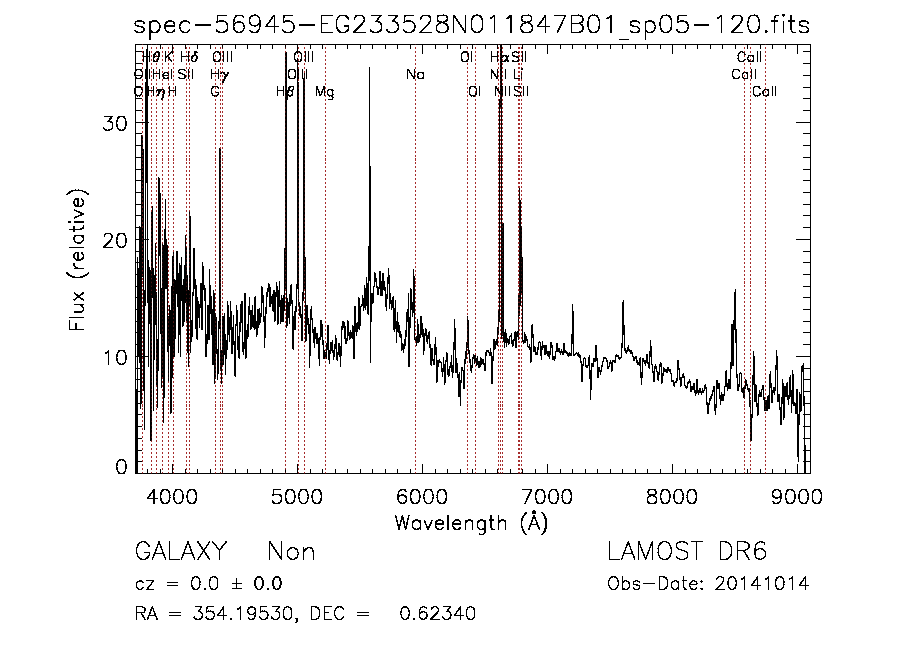 spec-56945-EG233528N011847B01_sp05-120.fits
Hθ K Hδ OIII OIII OI Hα SII CaII
OII HeI SII Hγ OIII Na NII Li CaII
Hη H G Hβ Mg OI NII SII CaII
30
20
10
0
Flux (relative)
4000 5000 6000 7000 8000 9000
Wavelength (Å)
GALAXY Non LAMOST DR6
cz = 0.0 ± 0.0 Obs-Date: 20141014
RA = 354.19530, DEC = 0.62340